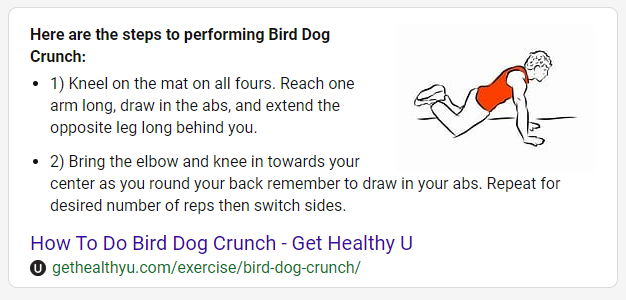 Here are the steps to performing Bird Dog
Crunch:
• 1) Kneel on the mat on all fours. Reach one
arm long, draw in the abs, and extend the
opposite leg long behind you.
• 2) Bring the elbow and knee in towards your
center as you round your back remember to draw in your abs. Repeat for
desired number of reps then switch sides.
How To Do Bird Dog Crunch - Get Healthy U
U gethealthyu.com/exercise/bird-dog-crunch/